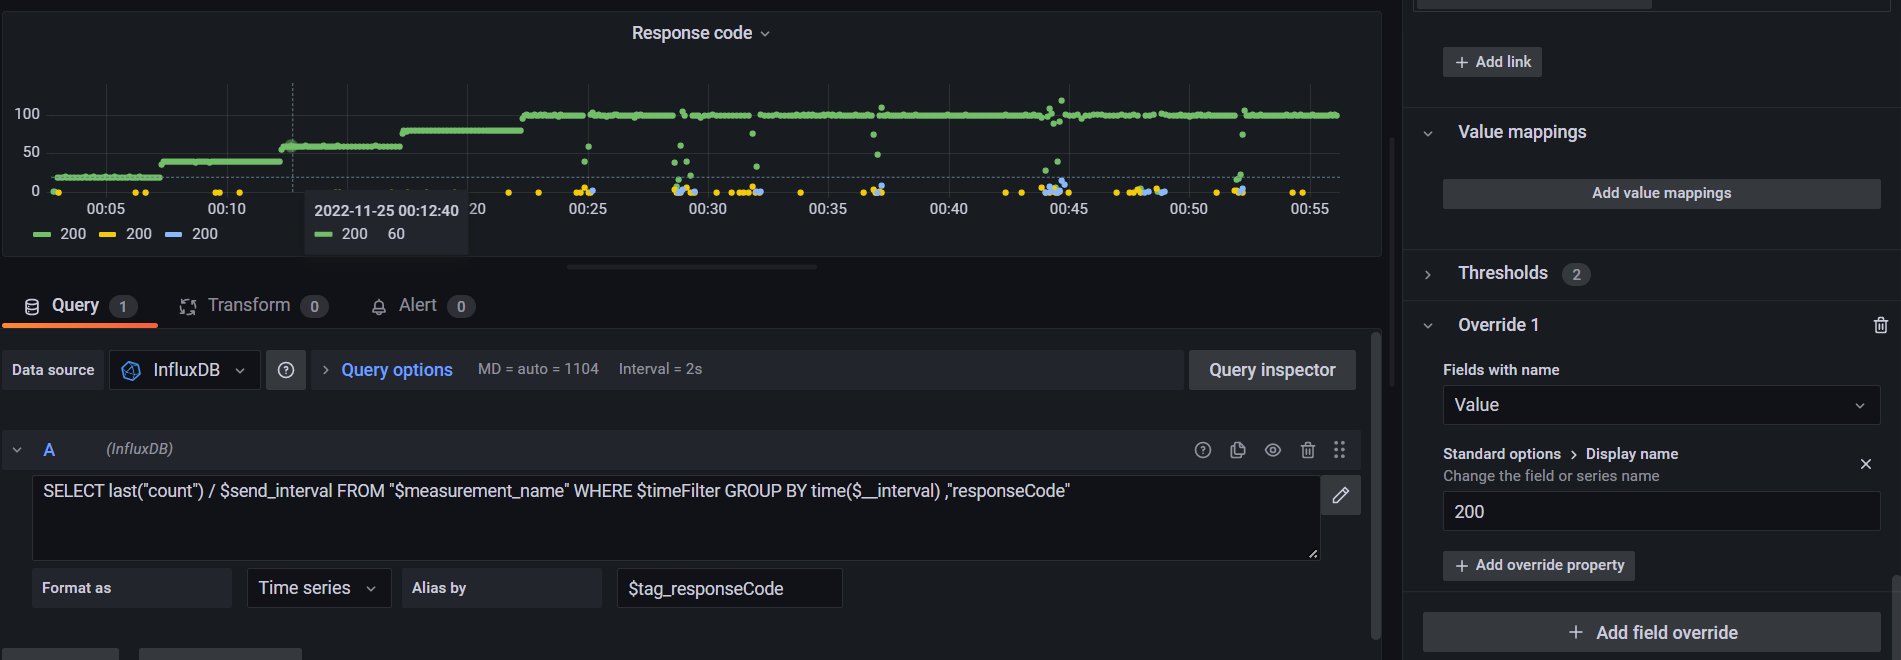 Response code
100
50
0
00:05 00:10 20 00:25 00:30 00:35 00:40 00:45 00:50 00:55
2022-11-25 00:12:40
200 60
200 200 200
Query 1 Transform 0 Alert 0
Data source InfluxDB Query options MD = auto = 1104 Interval = 2s Query inspector
A (InfluxDB)
SELECT last("count") / $send_interval FROM "$measurement_name" WHERE $timeFilter GROUP BY time($__interval) ,"responseCode"
Format as Time series Alias by $tag_responseCode
+ Add link
Value mappings
Add value mappings
Thresholds 2
Override 1
Fields with name
Value
Standard options > Display name
Change the field or series name
200
+ Add override property
+ Add field override